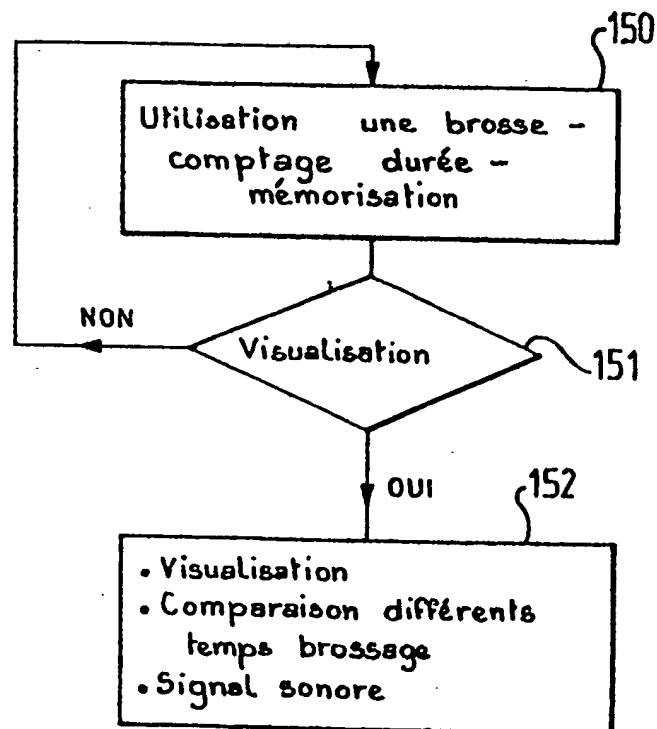 150
Utilisation une brosse -
comptage durée -
mémorisation
NON
Visualisation
151
OUI
152
. Visualisation
. Comparaison différents
temps brossage
. Signal sonore